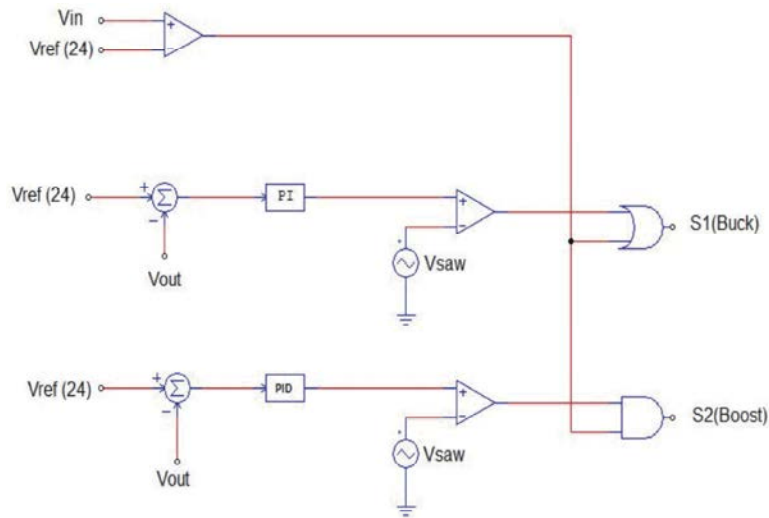 Vin
Vref (24)
Vref (24)
PI
Vout
Vsaw
S1(Buck)
Vref (24)
PID
Vout
Vsaw
S2(Boost)